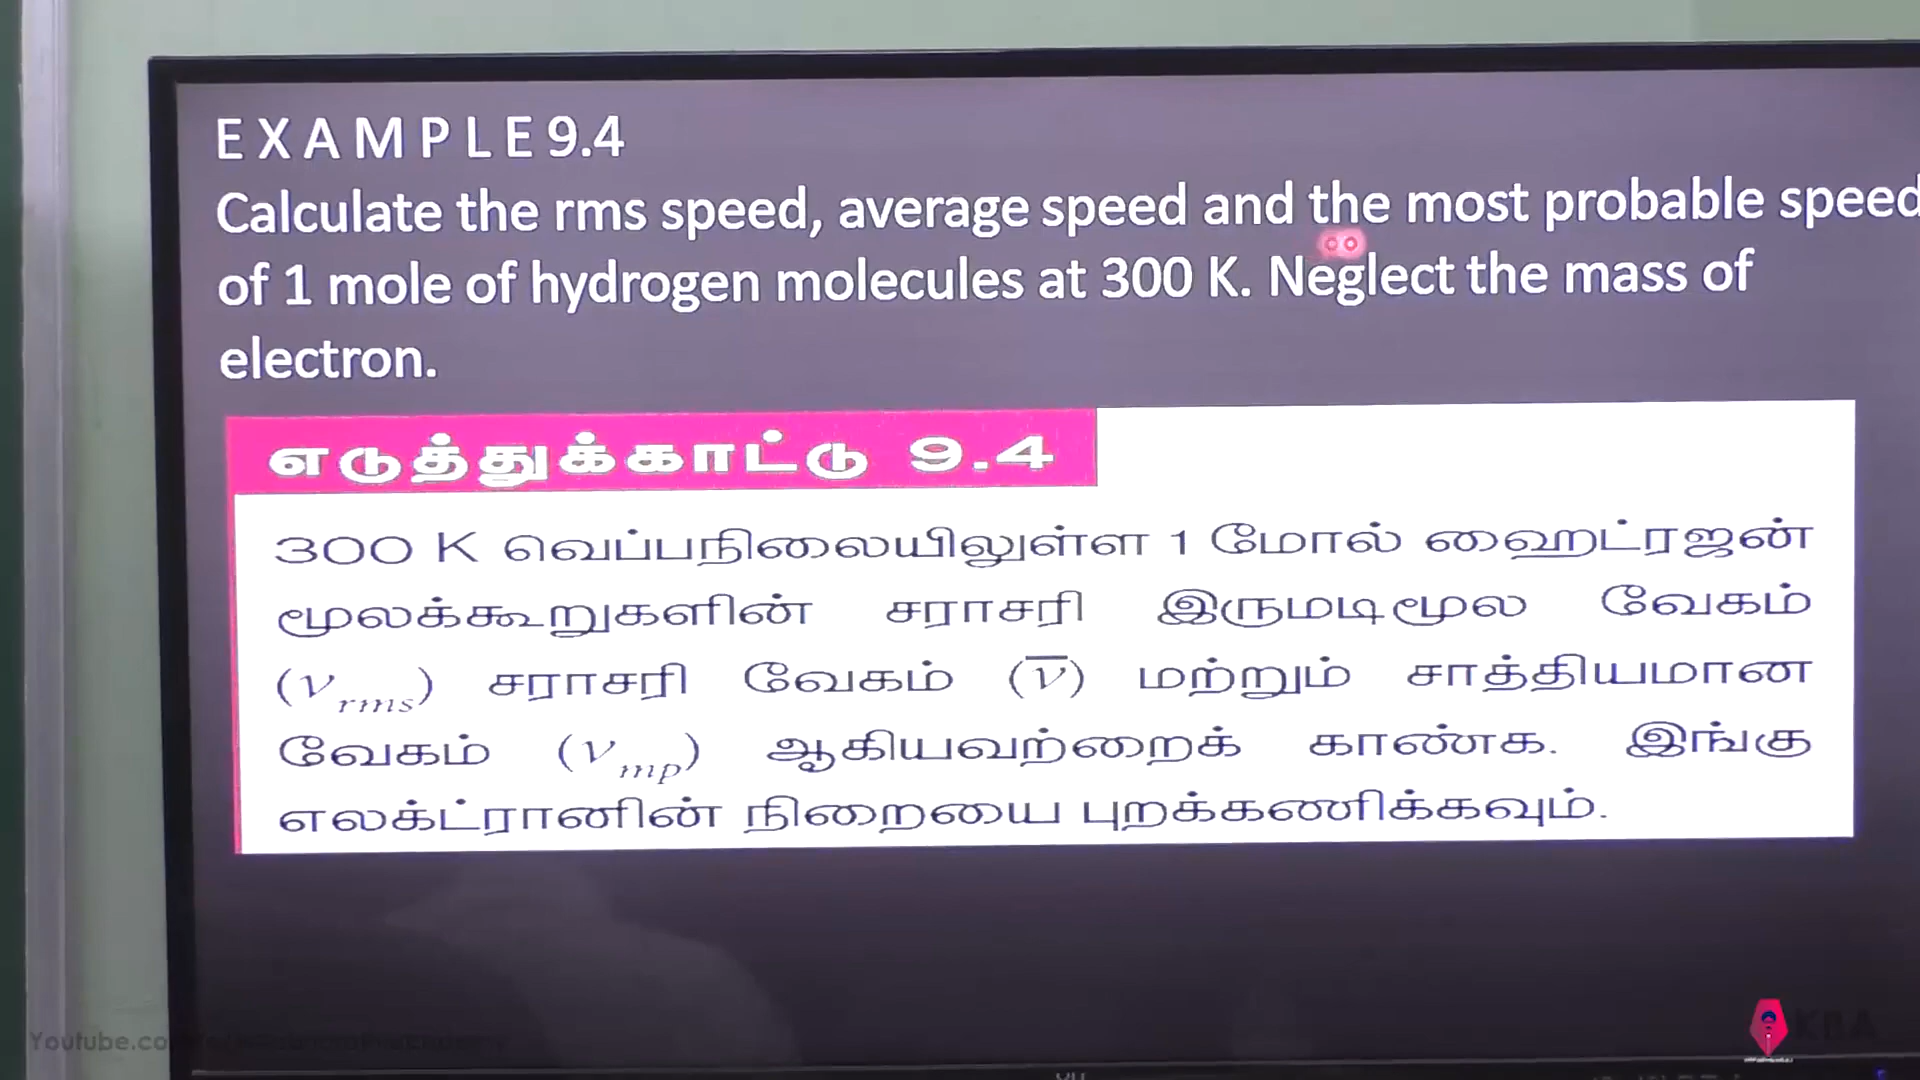 E X A M P L E 9.4
Calculate the rms speed, average speed and the most probable speed
of 1 mole of hydrogen molecules at 300 K. Neglect the mass of
electron.
எடுத்துக்காட்டு 9.4
300 K வெப்பநிலையிலுள்ள 1 மோல் ஹைட்ரஜன்
மூலக்கூறுகளின் சராசரி இருமடிமூல வேகம்
(v_rms) சராசரி வேகம் (v̅) மற்றும் சாத்தியமான
வேகம் (v_mp) ஆகியவற்றைக் காண்க. இங்கு
எலக்ட்ரானின் நிறையை புறக்கணிக்கவும்.
KBA